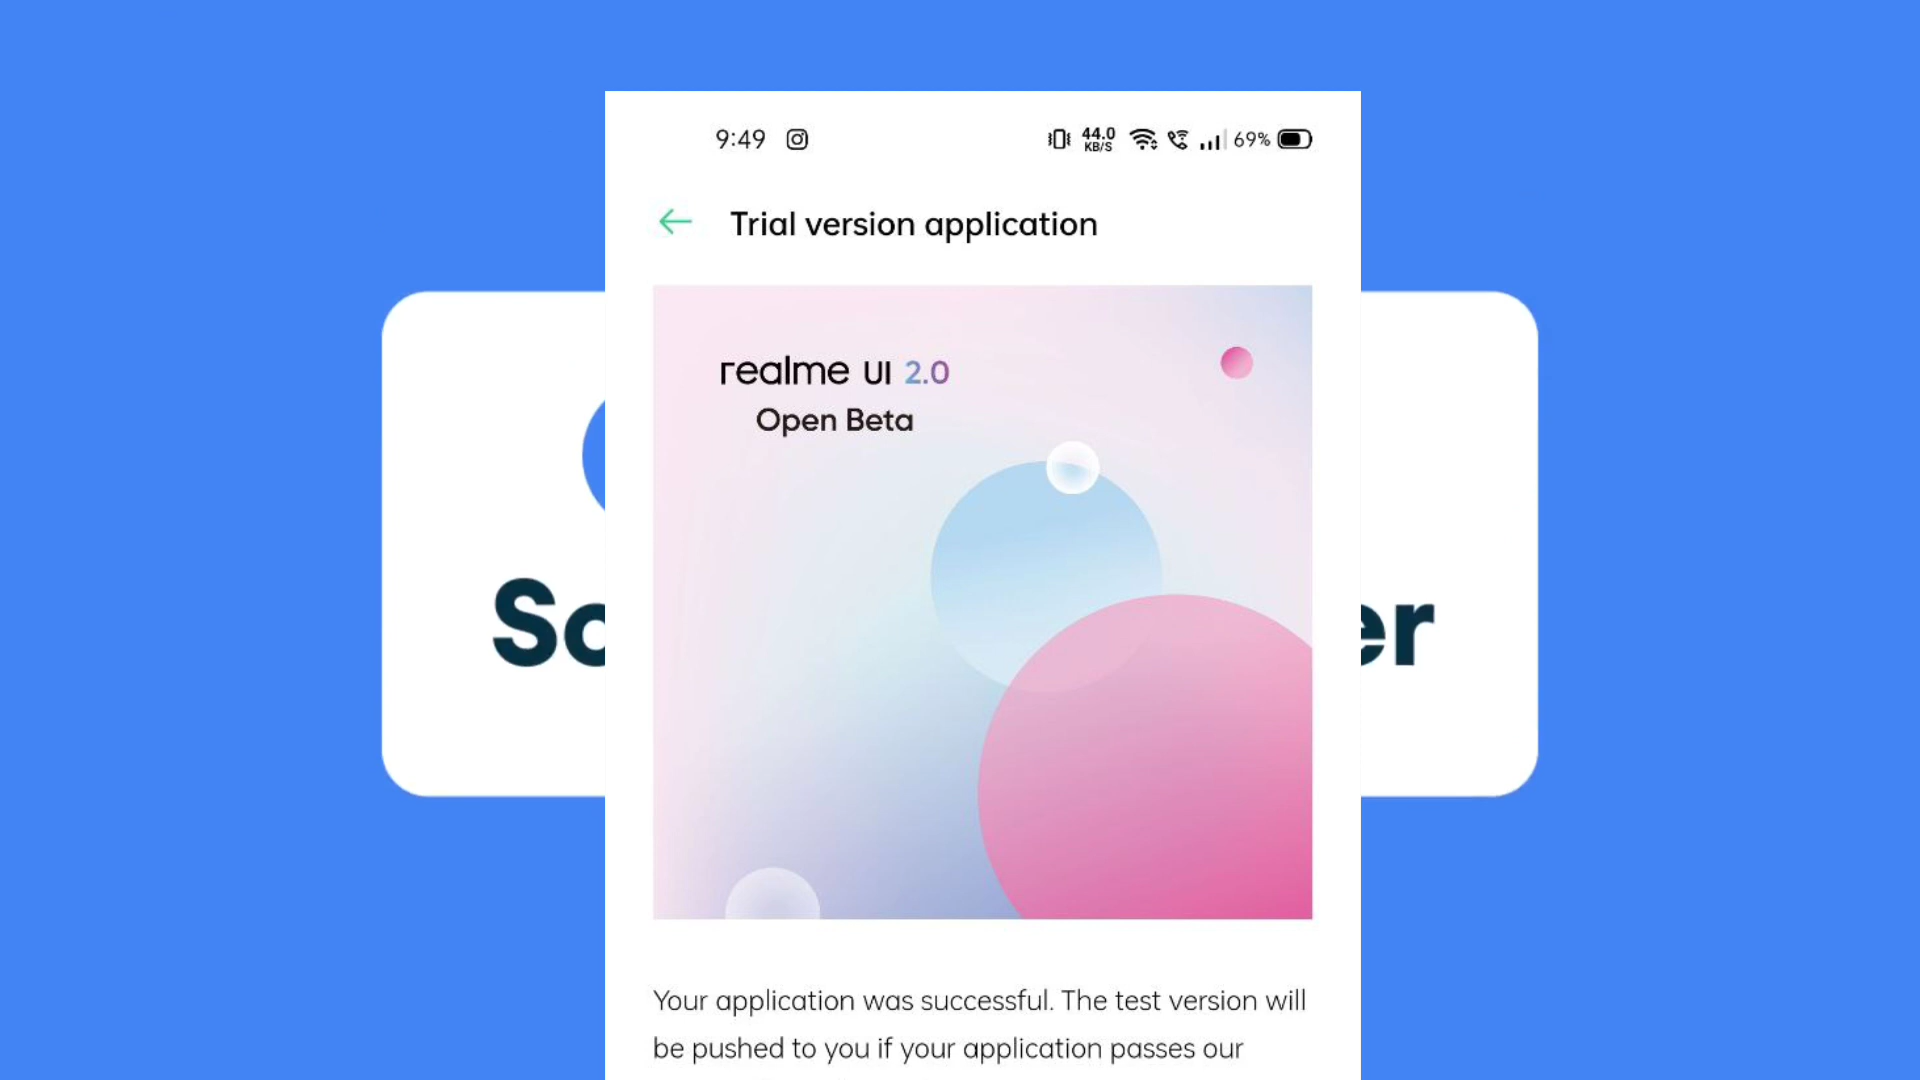 9:49
44.0
KB/S
69%
Trial version application
realme UI 2.0
Open Beta
Your application was successful. The test version will
be pushed to you if your application passes our